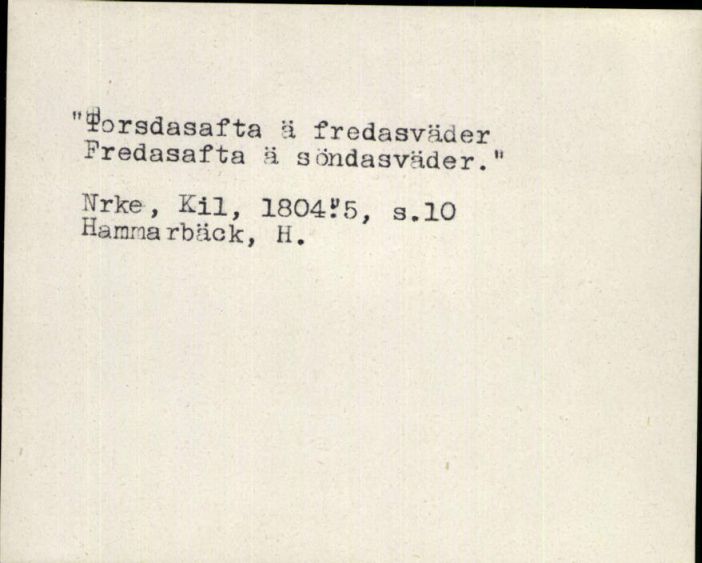 "Torsdasafta ä fredasväder
Fredasafta ä söndasväder."
Nrke, Kil, 1804:5, s.10
Hammarbäck, H.